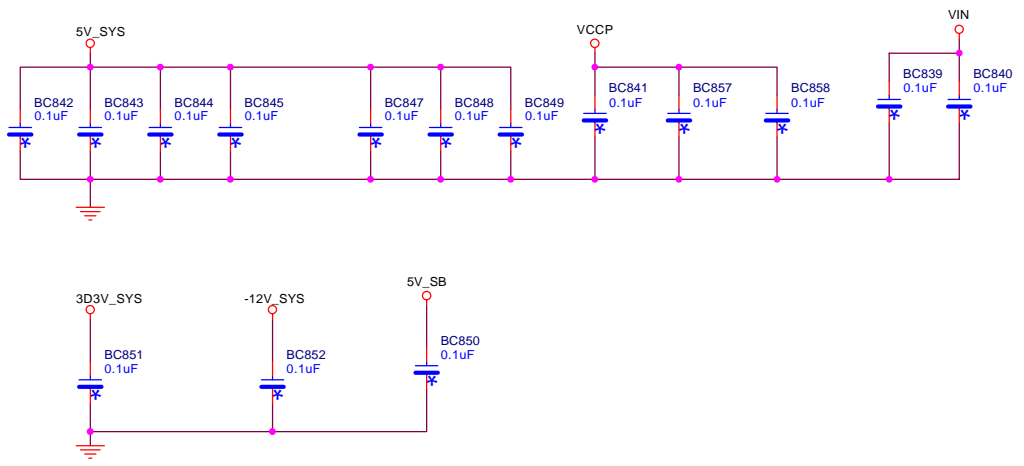 5V_SYS
VCCP
VIN
BC842
0.1uF
BC843
0.1uF
BC844
0.1uF
BC845
0.1uF
BC847
0.1uF
BC848
0.1uF
BC849
0.1uF
BC841
0.1uF
BC857
0.1uF
BC858
0.1uF
BC839
0.1uF
BC840
0.1uF
3D3V_SYS
-12V_SYS
5V_SB
BC851
0.1uF
BC852
0.1uF
BC850
0.1uF